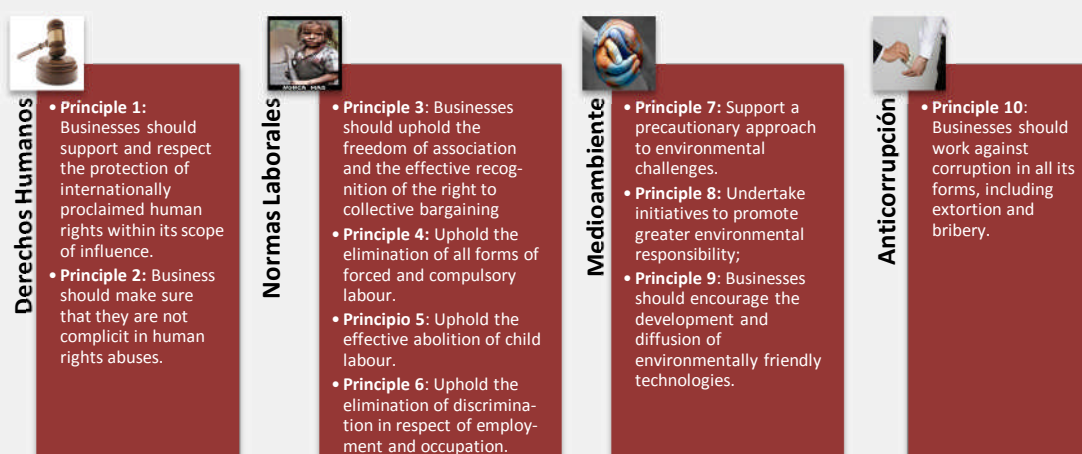 Derechos Humanos
• Principle 1:
Businesses should
support and respect
the protection of
internationally
proclaimed human
rights within its scope
of influence.
• Principle 2: Business
should make sure
that they are not
complicit in human
rights abuses.
Normas Laborales
NUNCA MAS
• Principle 3: Businesses
should uphold the
freedom of association
and the effective recog-
nition of the right to
collective bargaining
• Principle 4: Uphold the
elimination of all forms of
forced and compulsory
labour.
• Principio 5: Uphold the
effective abolition of child
labour.
• Principle 6: Uphold the
elimination of discrimina-
tion in respect of employ-
ment and occupation.
Medioambiente
• Principle 7: Support a
precautionary approach
to environmental
challenges.
• Principle 8: Undertake
initiatives to promote
greater environmental
responsibility;
• Principle 9: Businesses
should encourage the
development and
diffusion of
environmentally friendly
technologies.
Anticorrupción
• Principle 10:
Businesses should
work against
corruption in all its
forms, including
extortion and
bribery.